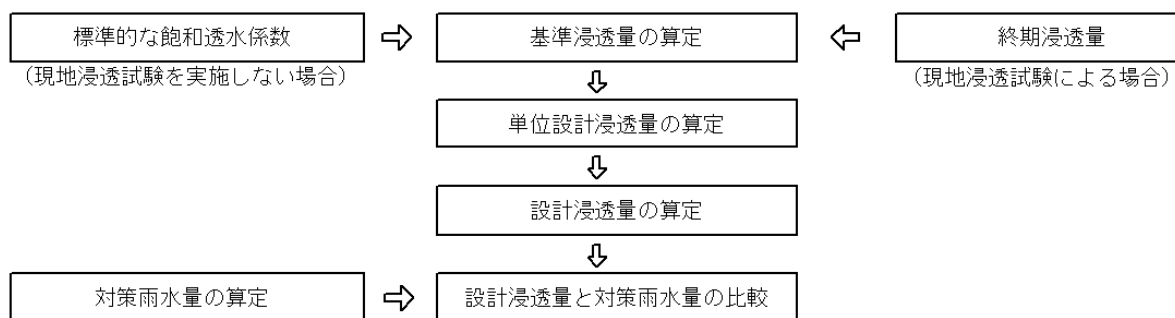 標準的な飽和透水係数
基準浸透量の算定
終期浸透量
（現地浸透試験を実施しない場合）
（現地浸透試験による場合）
単位設計浸透量の算定
設計浸透量の算定
対策雨水量の算定
設計浸透量と対策雨水量の比較